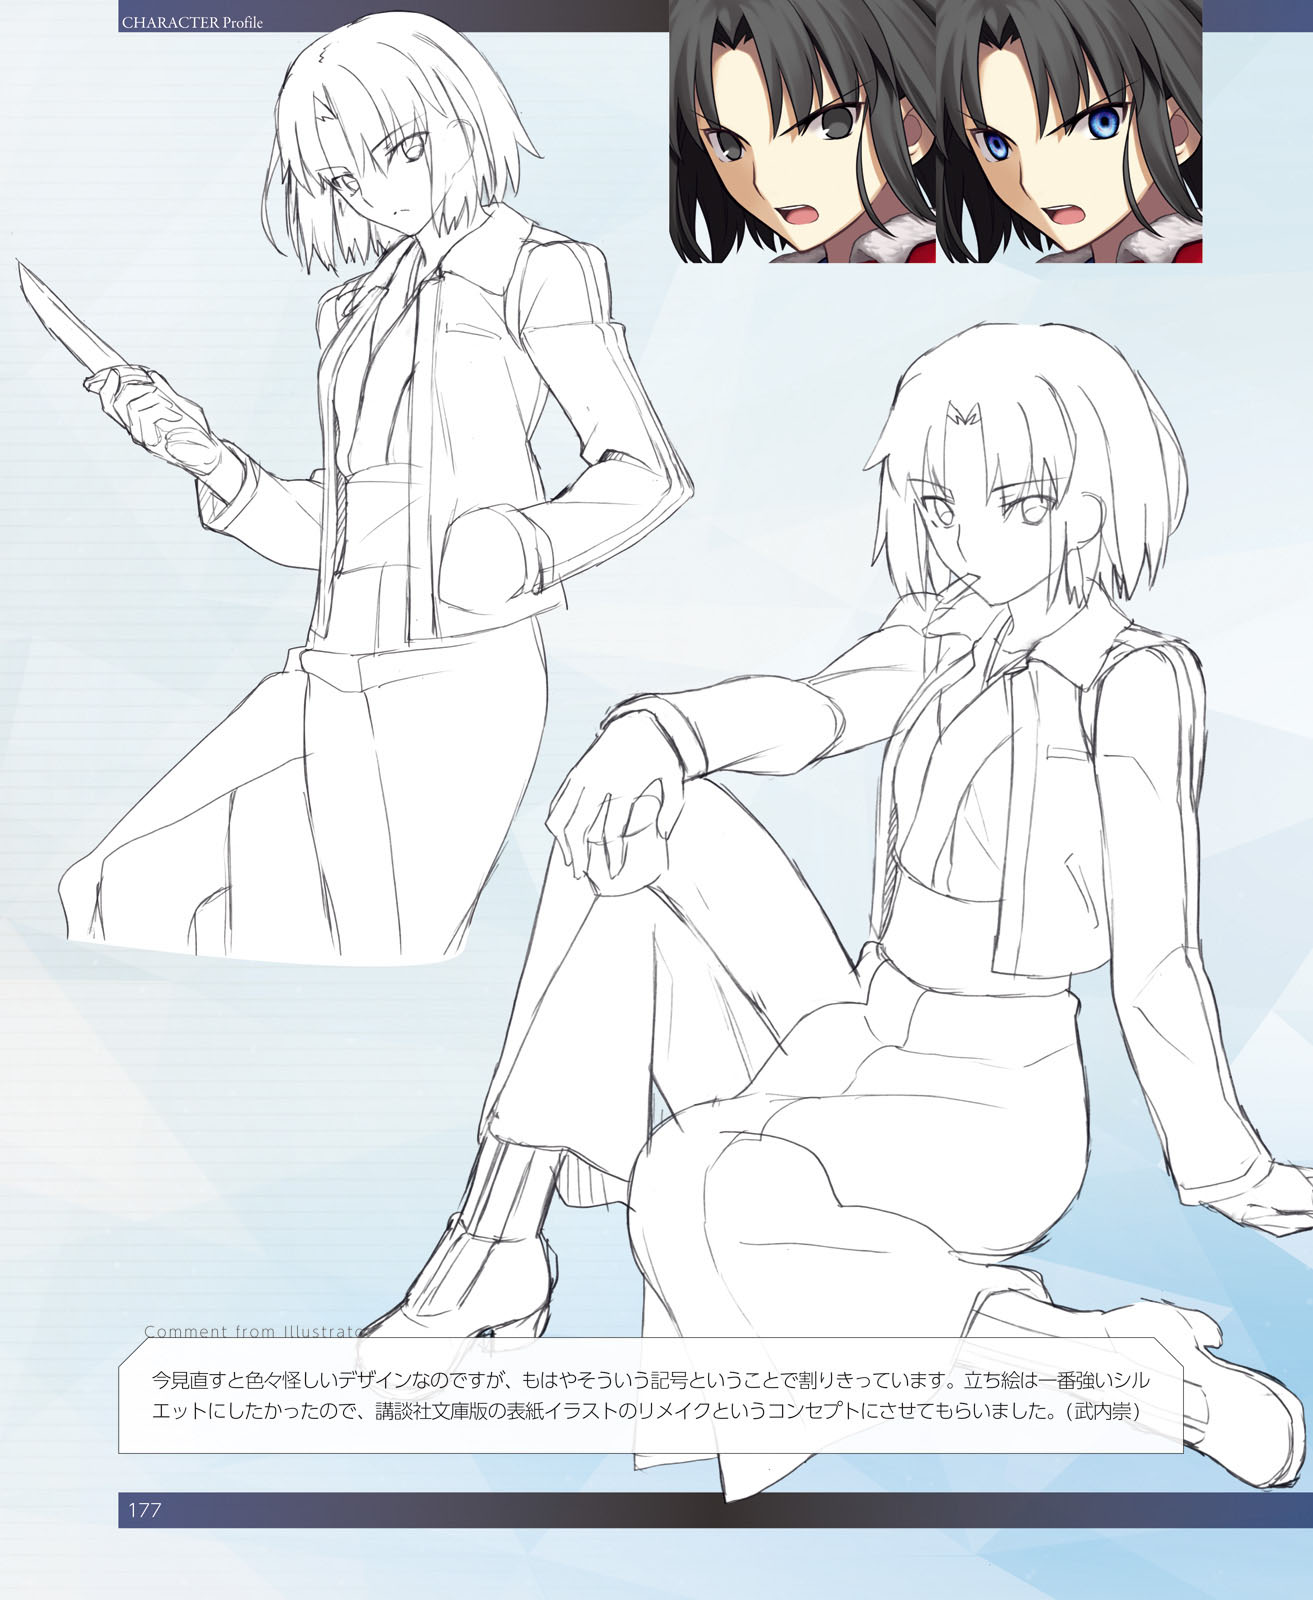 CHARACTER Profile
Comment from Illustrator
今見直すと色々怪しいデザインなのですが、もはやそういう記号ということで割りきっています。立ち絵は一番強いシル
エットにしたかったので、講談社文庫版の表紙イラストのリメイクというコンセプトにさせてもらいました。(武内崇)
177